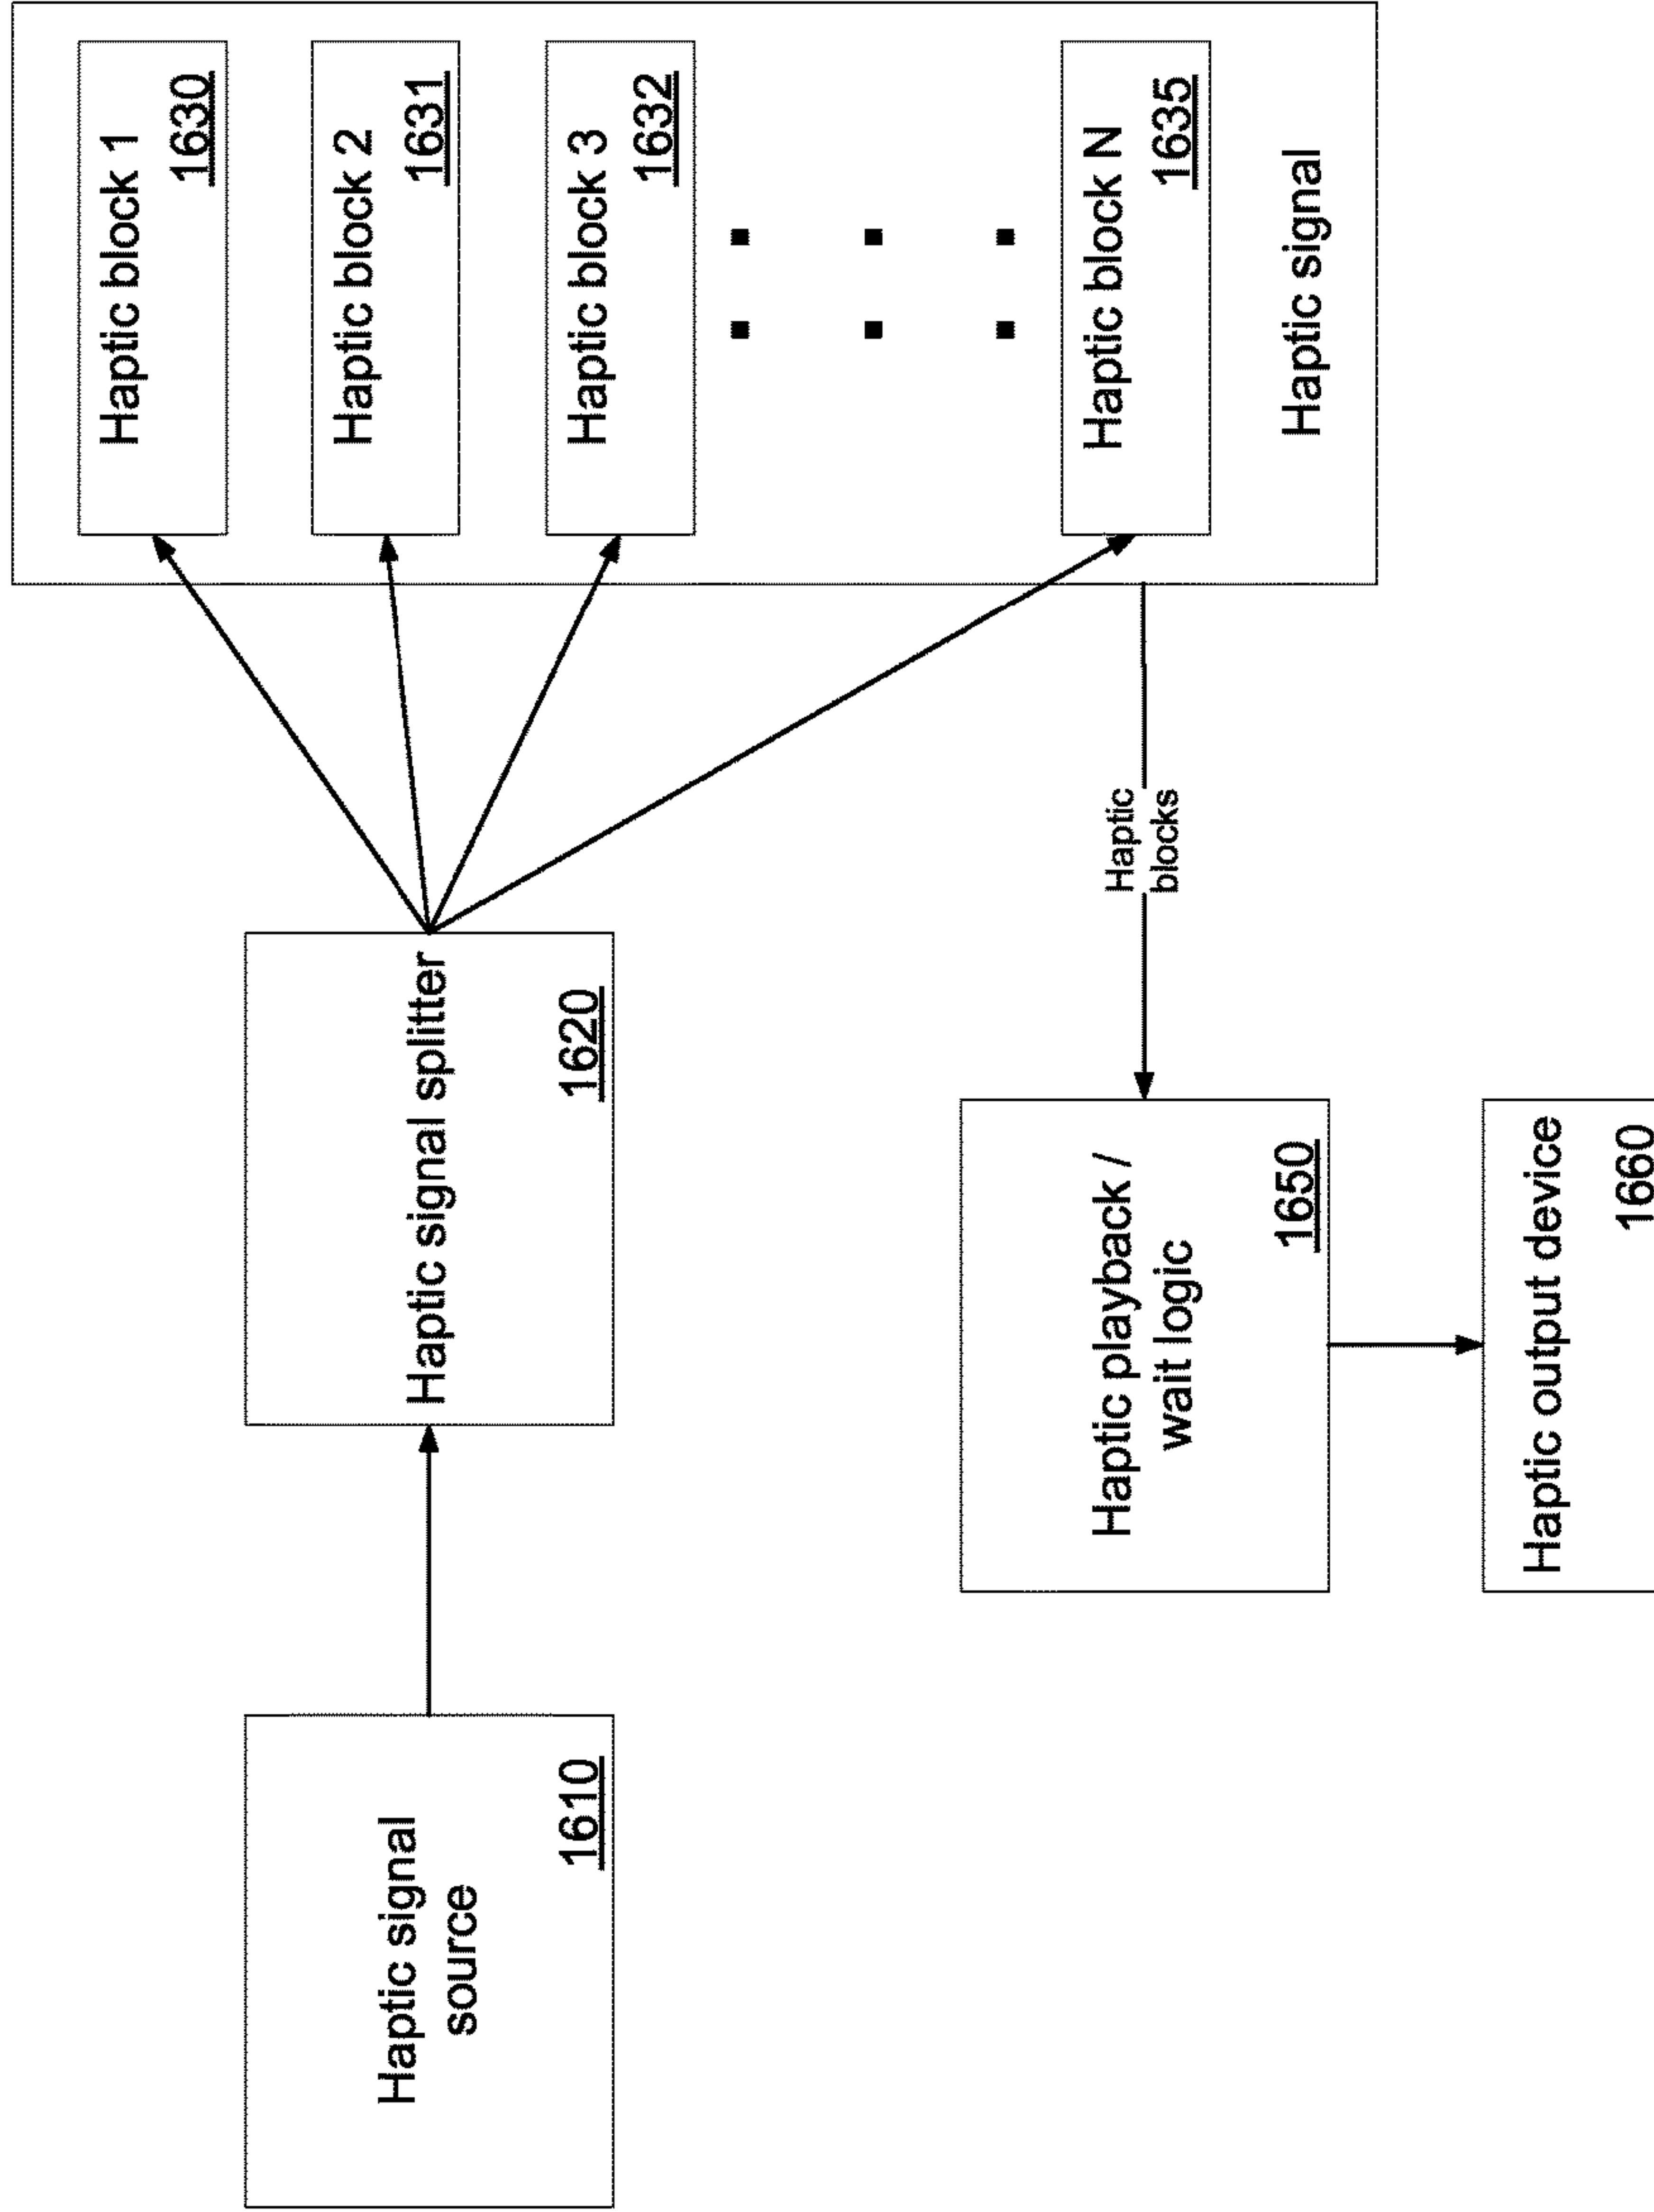 Haptic signal
source
1610
Haptic signal splitter
1620
Haptic block 1
1630
Haptic block 2
1631
Haptic block 3
1632
Haptic block N
1635
Haptic signal
Haptic
blocks
Haptic playback /
wait logic
1650
Haptic output device
1660